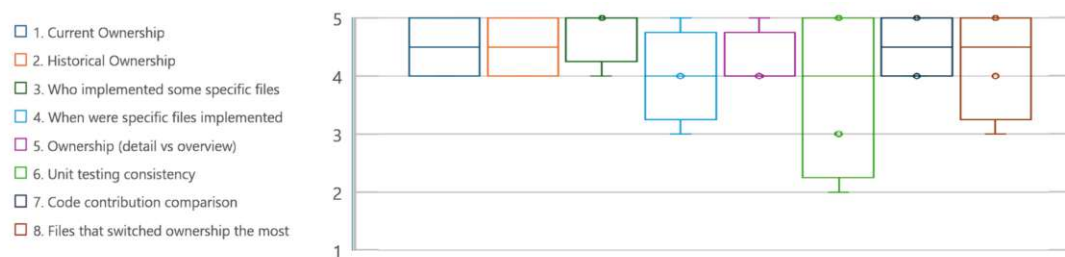 1. Current Ownership
2. Historical Ownership
3. Who implemented some specific files
4. When were specific files implemented
5. Ownership (detail vs overview)
6. Unit testing consistency
7. Code contribution comparison
8. Files that switched ownership the most
5
4
3
2
1